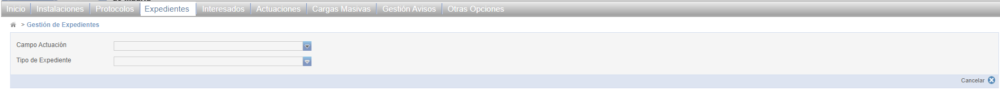 Inicio Instalaciones Protocolos Expedientes Interesados Actuaciones Cargas Masivas Gestión Avisos Otras Opciones
> Gestión de Expedientes
Campo Actuación
Tipo de Expediente
Cancelar